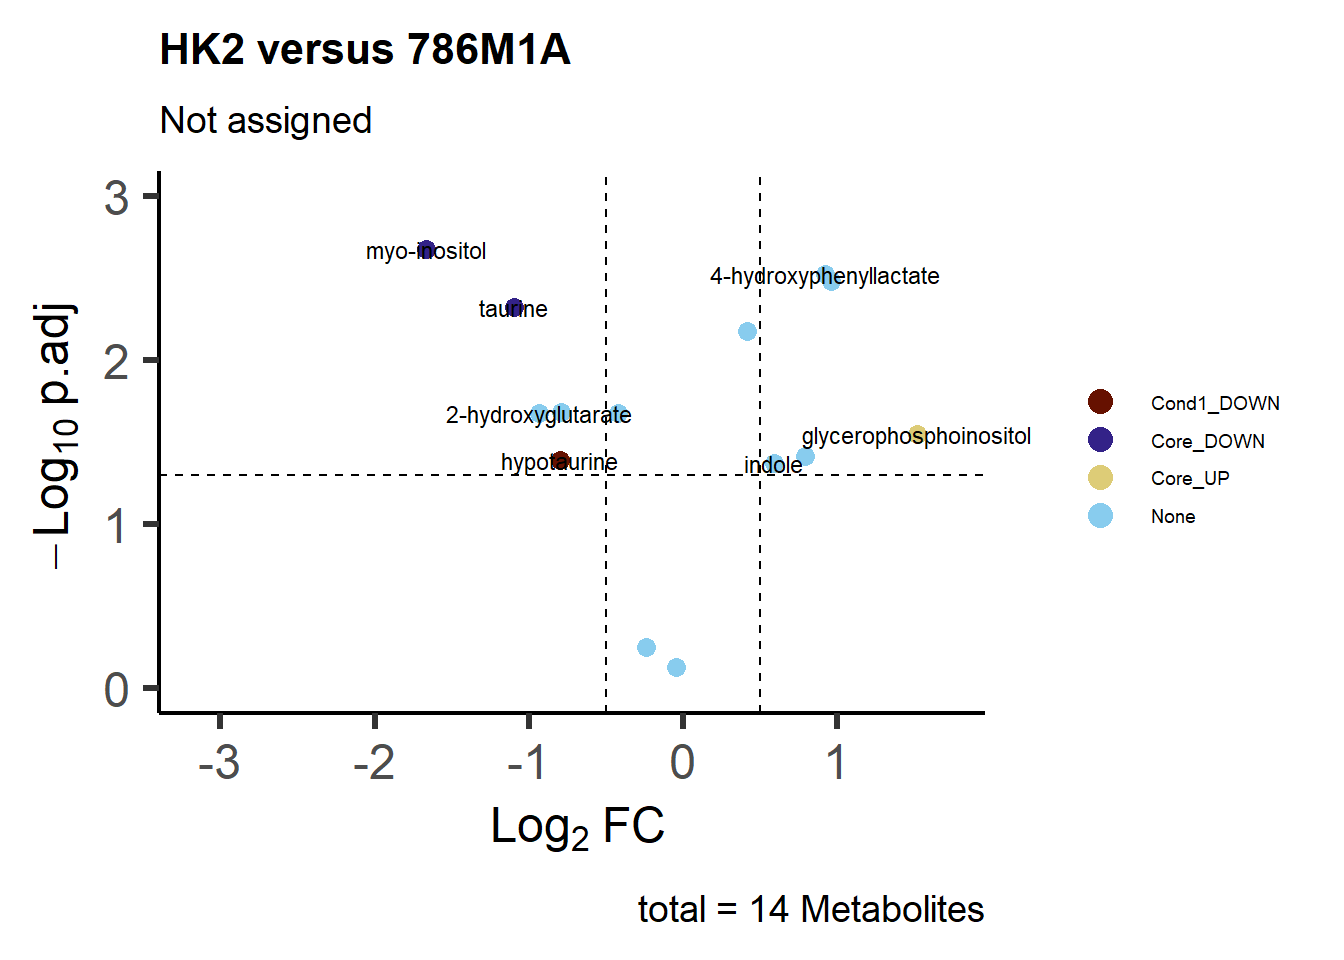 HK2 versus 786M1A
Not assigned
3
2
1
0
−Log10 p.adj
myo-inositol
4-hydroxyphenyllactate
taurine
2-hydroxyglutarate
glycerophosphoinositol
hypotaurine
indole
Cond1_DOWN
Core_DOWN
Core_UP
None
-3 -2 -1 0 1
Log2 FC
total = 14 Metabolites